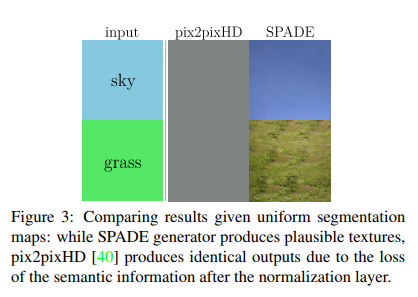 input pix2pixHD SPADE
sky
grass
Figure 3: Comparing results given uniform segmentation
maps: while SPADE generator produces plausible textures,
pix2pixHD [40] produces identical outputs due to the loss
of the semantic information after the normalization layer.